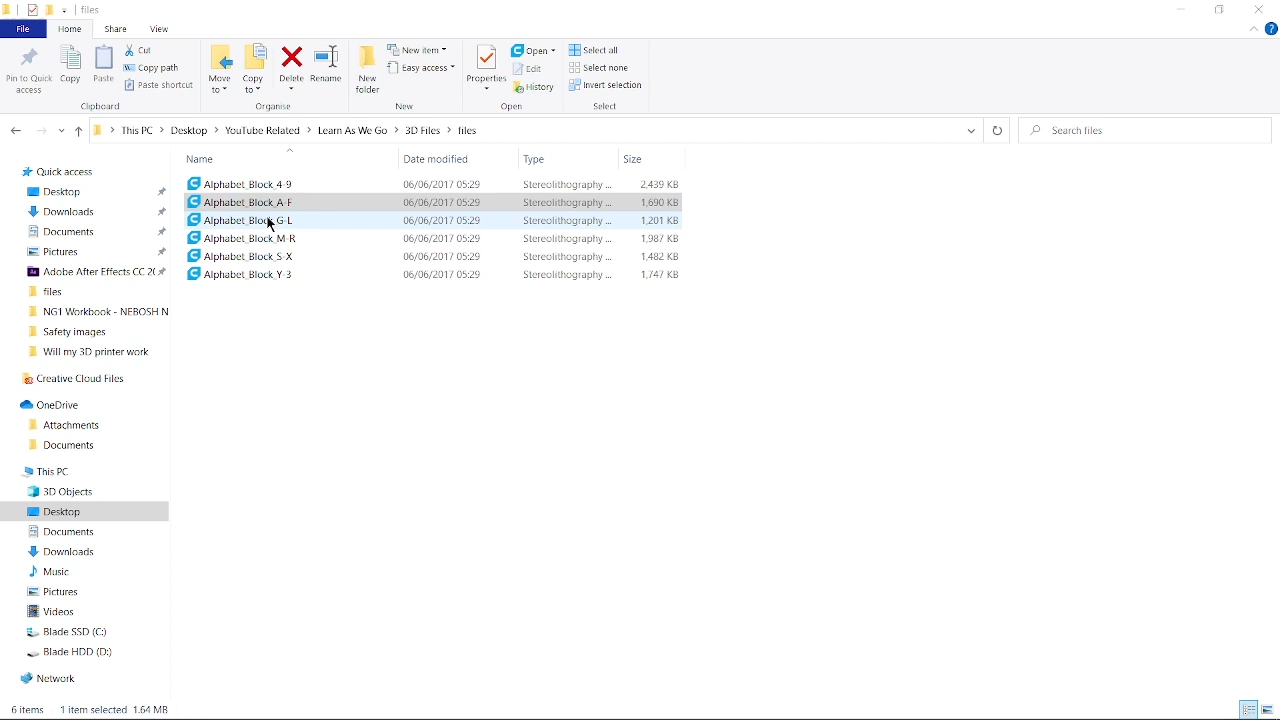 files
File Home Share View
Pin to Quick access
Copy
Paste
Cut
Copy path
Paste shortcut
Move to
Copy to
Delete
Rename
New folder
New item
Easy access
Properties
Open
Edit
History
Select all
Select none
Invert selection
Clipboard Organise New Open Select
This PC Desktop YouTube Related Learn As We Go 3D Files files
Search files
Name Date modified Type Size
Alphabet_Block_4-9 06/06/2017 05:29 Stereolithography ... 2,439 KB
Alphabet_Block_A-F 06/06/2017 05:29 Stereolithography ... 1,690 KB
Alphabet_Block_G-L 06/06/2017 05:29 Stereolithography ... 1,201 KB
Alphabet_Block_M-R 06/06/2017 05:29 Stereolithography ... 1,987 KB
Alphabet_Block_S-X 06/06/2017 05:29 Stereolithography ... 1,482 KB
Alphabet_Block_Y-3 06/06/2017 05:29 Stereolithography ... 1,747 KB
Quick access
Desktop
Downloads
Documents
Pictures
Ae Adobe After Effects CC 2(
files
NG1 Workbook - NEBOSH N
Safety images
Will my 3D printer work
Creative Cloud Files
OneDrive
Attachments
Documents
This PC
3D Objects
Desktop
Documents
Downloads
Music
Pictures
Videos
Blade SSD (C:)
Blade HDD (D:)
Network
6 items 1 item selected 1.64 MB